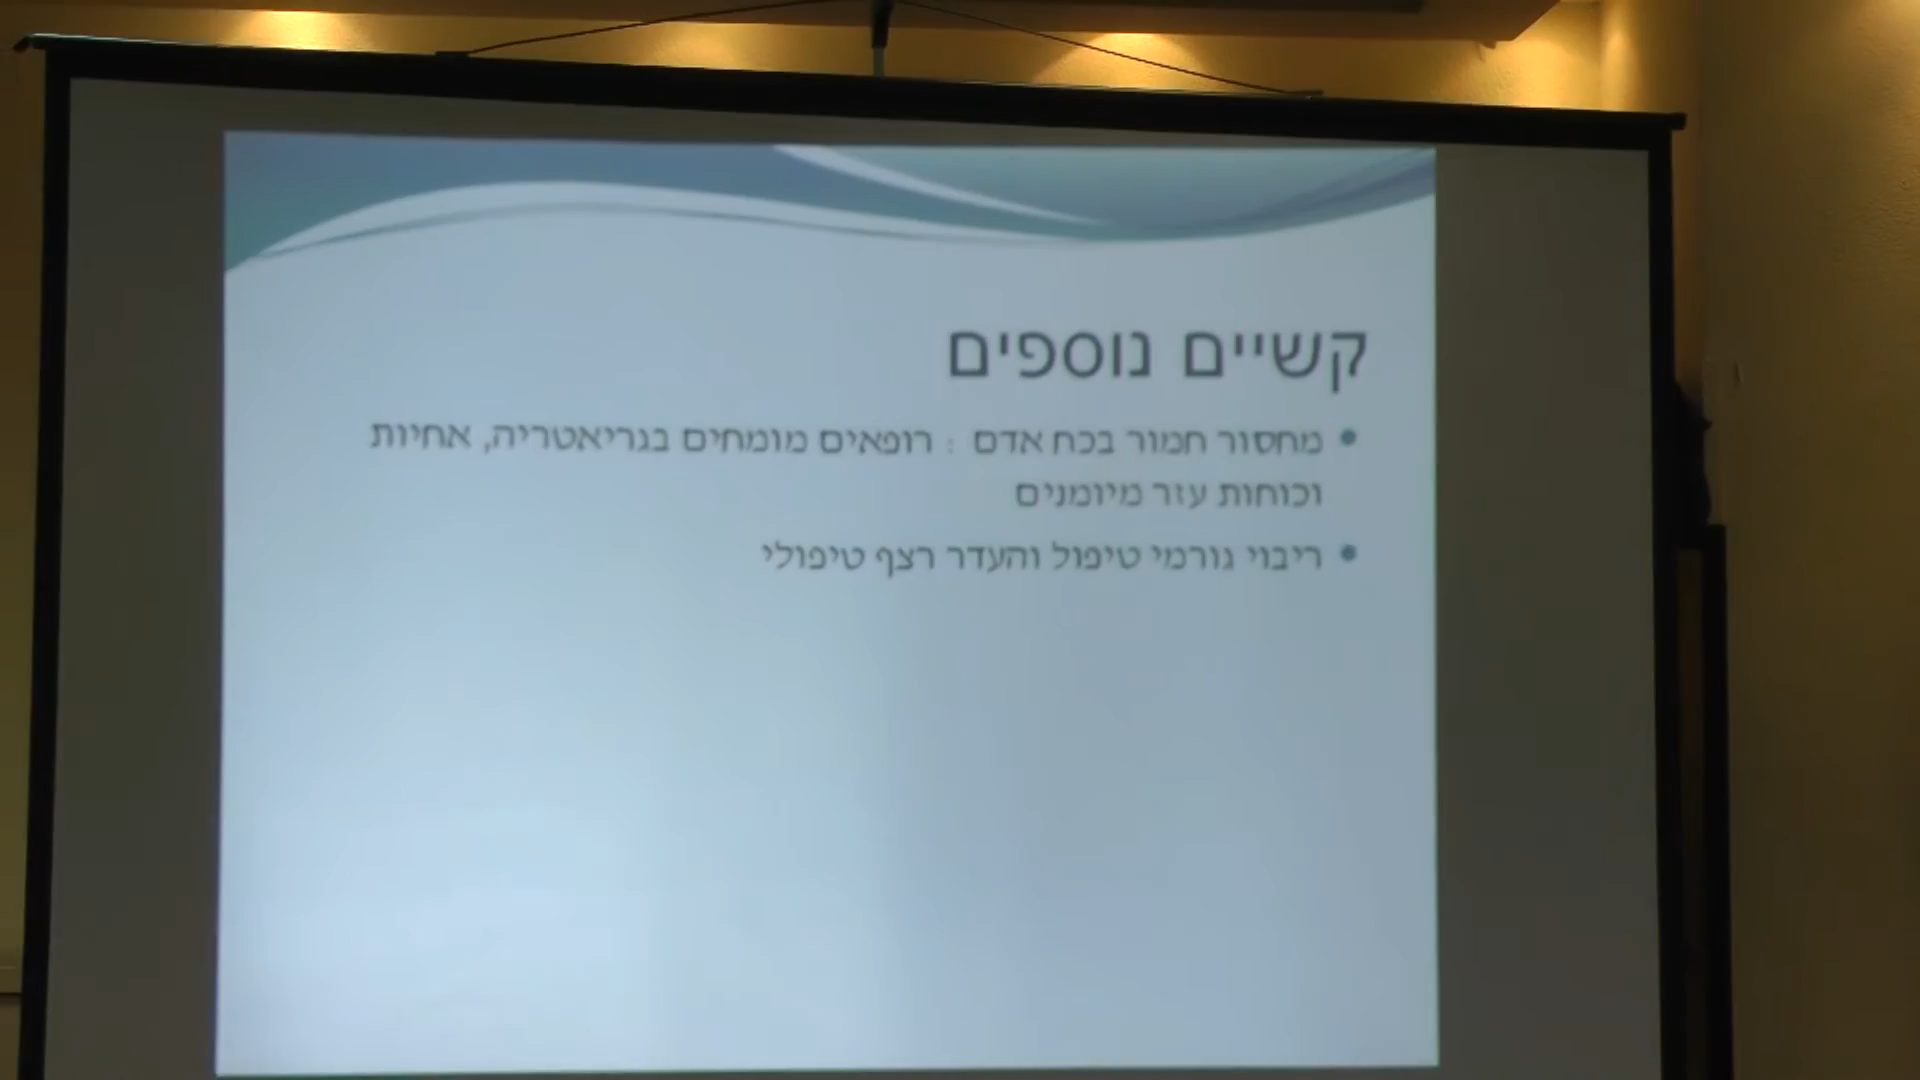 קשיים נוספים
• מחסור חמור בכח אדם : רופאים מומחים בגריאטריה, אחיות
וכוחות עזר מיומנים
• ריבוי גורמי טיפול והעדר רצף טיפולי